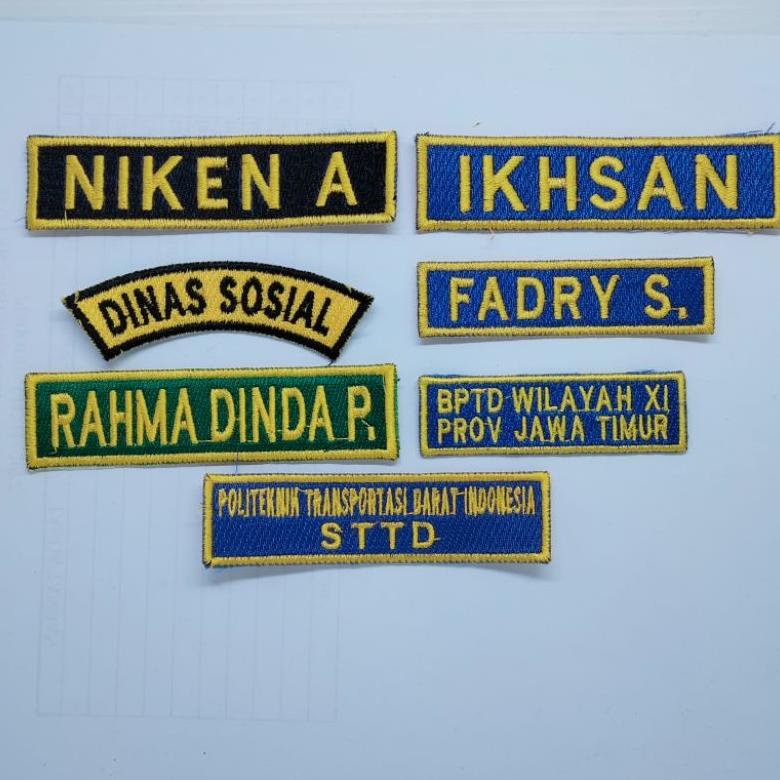 NIKEN A
IKHSAN
DINAS SOSIAL
FADRY S.
RAHMA DINDA P.
BPTD WILAYAH XI
PROV JAWA TIMUR
POLITEKNIK TRANSPORTASI DARAT INDONESIA
STTD